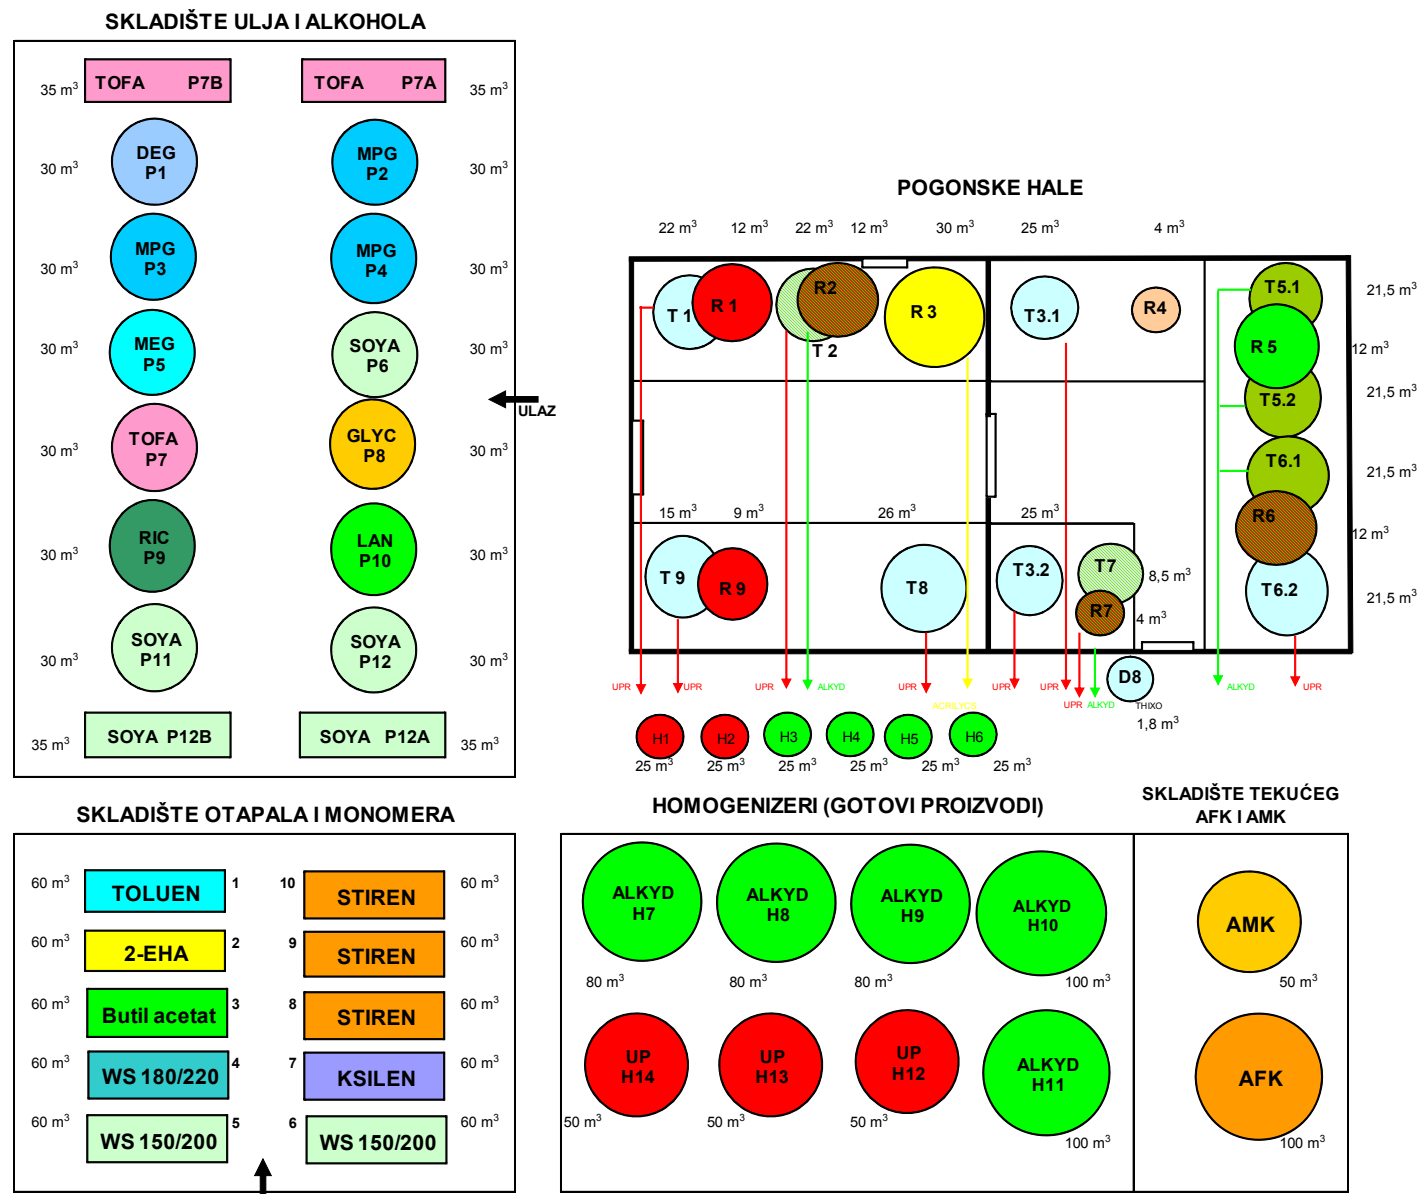 SKLADIŠTE ULJA I ALKOHOLA
TOFA P7B
TOFA P7A
35 m³
35 m³
DEG
P1
MPG
P2
30 m³
30 m³
MPG
P3
MPG
P4
30 m³
30 m³
MEG
P5
SOYA
P6
30 m³
30 m³
ULAZ
TOFA
P7
GLYC
P8
30 m³
30 m³
RIC
P9
LAN
P10
30 m³
30 m³
SOYA
P11
SOYA
P12
30 m³
30 m³
SOYA P12B
SOYA P12A
35 m³
35 m³
POGONSKE HALE
22 m³ 12 m³ 22 m³ 12 m³ 30 m³ 25 m³ 4 m³
T 1
R 1
R2
T 2
R 3
T3.1
R4
T5.1
21,5 m³
R 5
12 m³
T5.2
21,5 m³
T6.1
21,5 m³
R6
12 m³
T6.2
21,5 m³
15 m³ 9 m³ 26 m³ 25 m³
T 9
R 9
T8
T3.2
T7
8,5 m³
R7
4 m³
D8
THIXO
1,8 m³
UPR
UPR
UPR
ALKYD
UPR
ACRILYCS
UPR
UPR
UPR
ALKYD
ALKYD
UPR
H1
H2
H3
H4
H5
H6
25 m³ 25 m³ 25 m³ 25 m³ 25 m³ 25 m³
SKLADIŠTE OTAPALA I MONOMERA
60 m³ TOLUEN 1 10 STIREN 60 m³
60 m³ 2-EHA 2 9 STIREN 60 m³
60 m³ Butil acetat 3 8 STIREN 60 m³
60 m³ WS 180/220 4 7 KSILEN 60 m³
60 m³ WS 150/200 5 6 WS 150/200 60 m³
HOMOGENIZERI (GOTOVI PROIZVODI)
ALKYD
H7
ALKYD
H8
ALKYD
H9
ALKYD
H10
80 m³ 80 m³ 80 m³ 100 m³
UP
H14
UP
H13
UP
H12
ALKYD
H11
50 m³ 50 m³ 50 m³ 100 m³
SKLADIŠTE TEKUĆEG
AFK I AMK
AMK
50 m³
AFK
100 m³